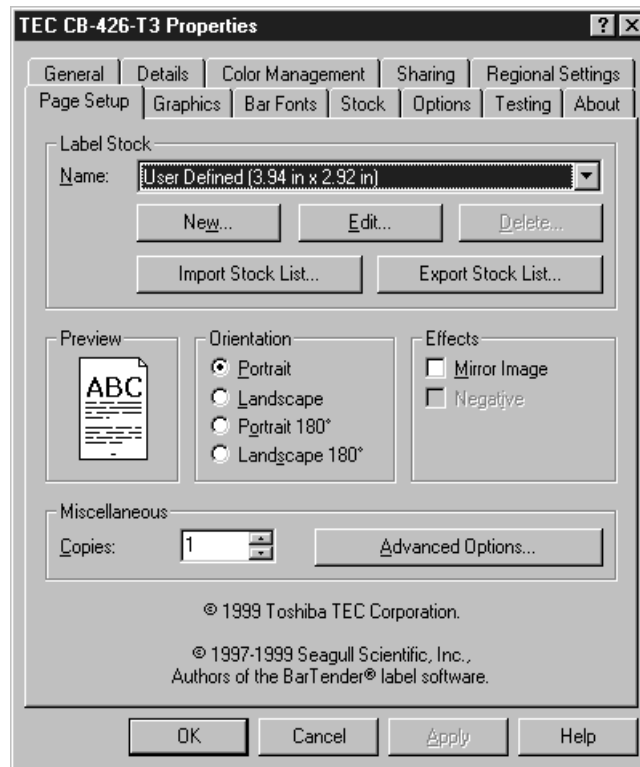 TEC CB-426-T3 Properties
General Details Color Management Sharing Regional Settings
Page Setup Graphics Bar Fonts Stock Options Testing About
Label Stock
Name: User Defined (3.94 in x 2.92 in)
New... Edit... Delete...
Import Stock List... Export Stock List...
Preview
ABC
Orientation
Portrait
Landscape
Portrait 180°
Landscape 180°
Effects
Mirror Image
Negative
Miscellaneous
Copies: 1 Advanced Options...
© 1999 Toshiba TEC Corporation.
© 1997-1999 Seagull Scientific, Inc.,
Authors of the BarTender® label software.
OK Cancel Apply Help